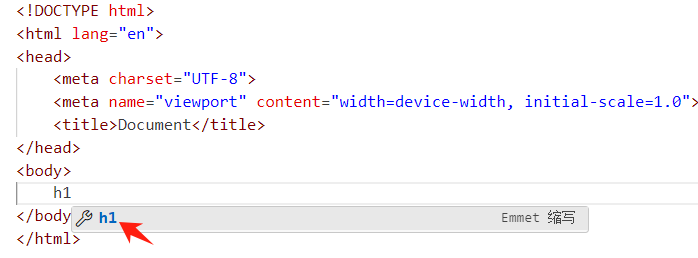 <!DOCTYPE html>
<html lang="en">
<head>
    <meta charset="UTF-8">
    <meta name="viewport" content="width=device-width, initial-scale=1.0">
    <title>Document</title>
</head>
<body>
    h1
</body
h1 Emmet 缩写
</html>